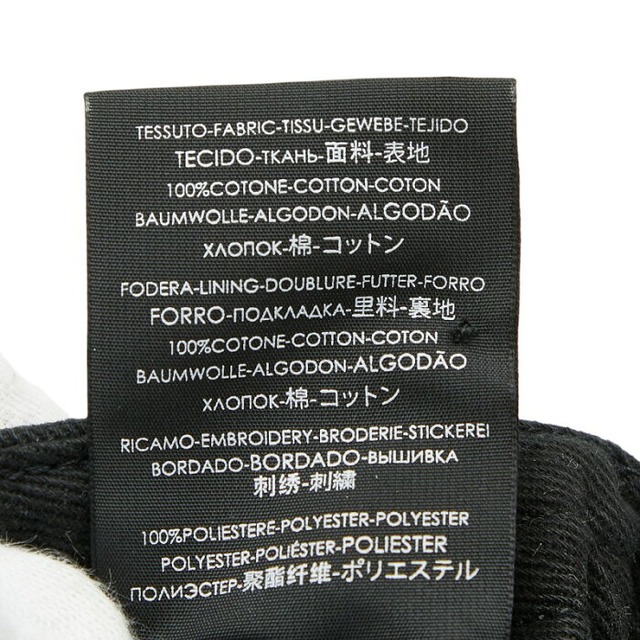 TESSUTO-FABRIC-TISSU-GEWEBE-TEJIDO
TECIDO-ТКАНЬ-面料-表地
100%COTONE-COTTON-COTON
BAUMWOLLE-ALGODON-ALGODÃO
ХЛОПОК-棉-コットン
FODERA-LINING-DOUBLURE-FUTTER-FORRO
FORRO-ПОДКЛАДКА-里料-裏地
100%COTONE-COTTON-COTON
BAUMWOLLE-ALGODON-ALGODÃO
ХЛОПОК-棉-コットン
RICAMO-EMBROIDERY-BRODERIE-STICKEREI
BORDADO-BORDADO-ВЫШИВКА
刺绣-刺繍
100%POLIESTERE-POLYESTER-POLYESTER
POLYESTER-POLIÉSTER-POLIESTER
ПОЛИЭСТЕР-聚酯纤维-ポリエステル